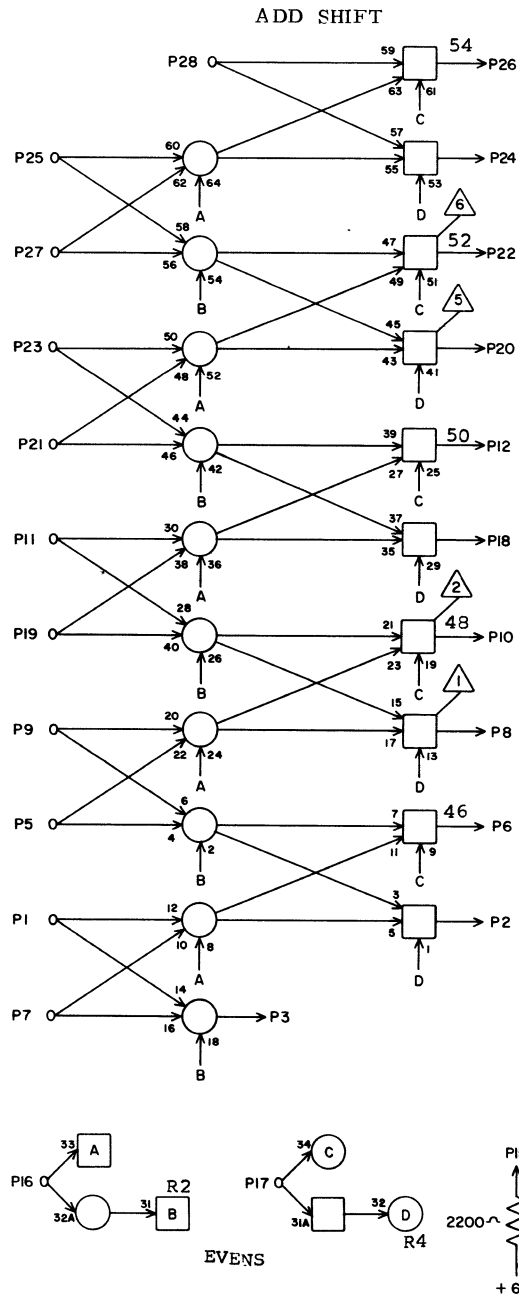 ADD SHIFT
P28 59 54 P26
63 61
C
57
P25 60 55 P24
62 64 53
A D
58 6
P27 56 47 52 P22
54 49 51
B C
45 5
P23 50 43 P20
48 52 41
A D
44
P21 46 39 50 P12
42 27 25
B C
37
P11 30 35 P18
38 36 29
A D
28 2
P19 40 21 48 P10
26 23 19
B C
15 1
P9 20 17 P8
22 24 13
A D
6
P5 4 7 46 P6
2 11 9
B C
3
P1 12 5 P2
10 8 1
A D
14
P7 16 P3
18
B
33 A 34 C
P16 P17
32A 31 B R2 31A 32 D R4
2200
+6
EVENS